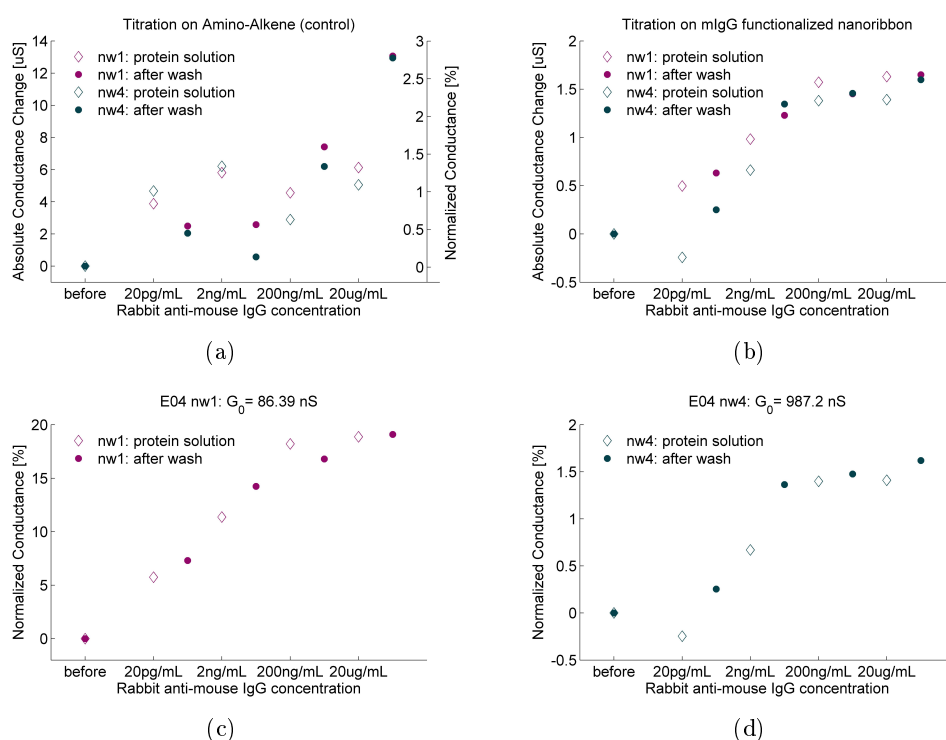 Titration on Amino-Alkene (control)
Absolute Conductance Change [uS]
14
12
10
8
6
4
2
0
nw1: protein solution
nw1: after wash
nw4: protein solution
nw4: after wash
3
2.5
2
1.5
1
0.5
0
Normalized Conductance [%]
before 20pg/mL 2ng/mL 200ng/mL 20ug/mL
Rabbit anti-mouse IgG concentration
(a)
Titration on mIgG functionalized nanoribbon
Absolute Conductance Change [uS]
2
1.5
1
0.5
0
-0.5
nw1: protein solution
nw1: after wash
nw4: protein solution
nw4: after wash
before 20pg/mL 2ng/mL 200ng/mL 20ug/mL
Rabbit anti-mouse IgG concentration
(b)
E04 nw1: G0= 86.39 nS
Normalized Conductance [%]
20
15
10
5
0
nw1: protein solution
nw1: after wash
before 20pg/mL 2ng/mL 200ng/mL 20ug/mL
Rabbit anti-mouse IgG concentration
(c)
E04 nw4: G0= 987.2 nS
Normalized Conductance [%]
2
1.5
1
0.5
0
-0.5
nw4: protein solution
nw4: after wash
before 20pg/mL 2ng/mL 200ng/mL 20ug/mL
Rabbit anti-mouse IgG concentration
(d)